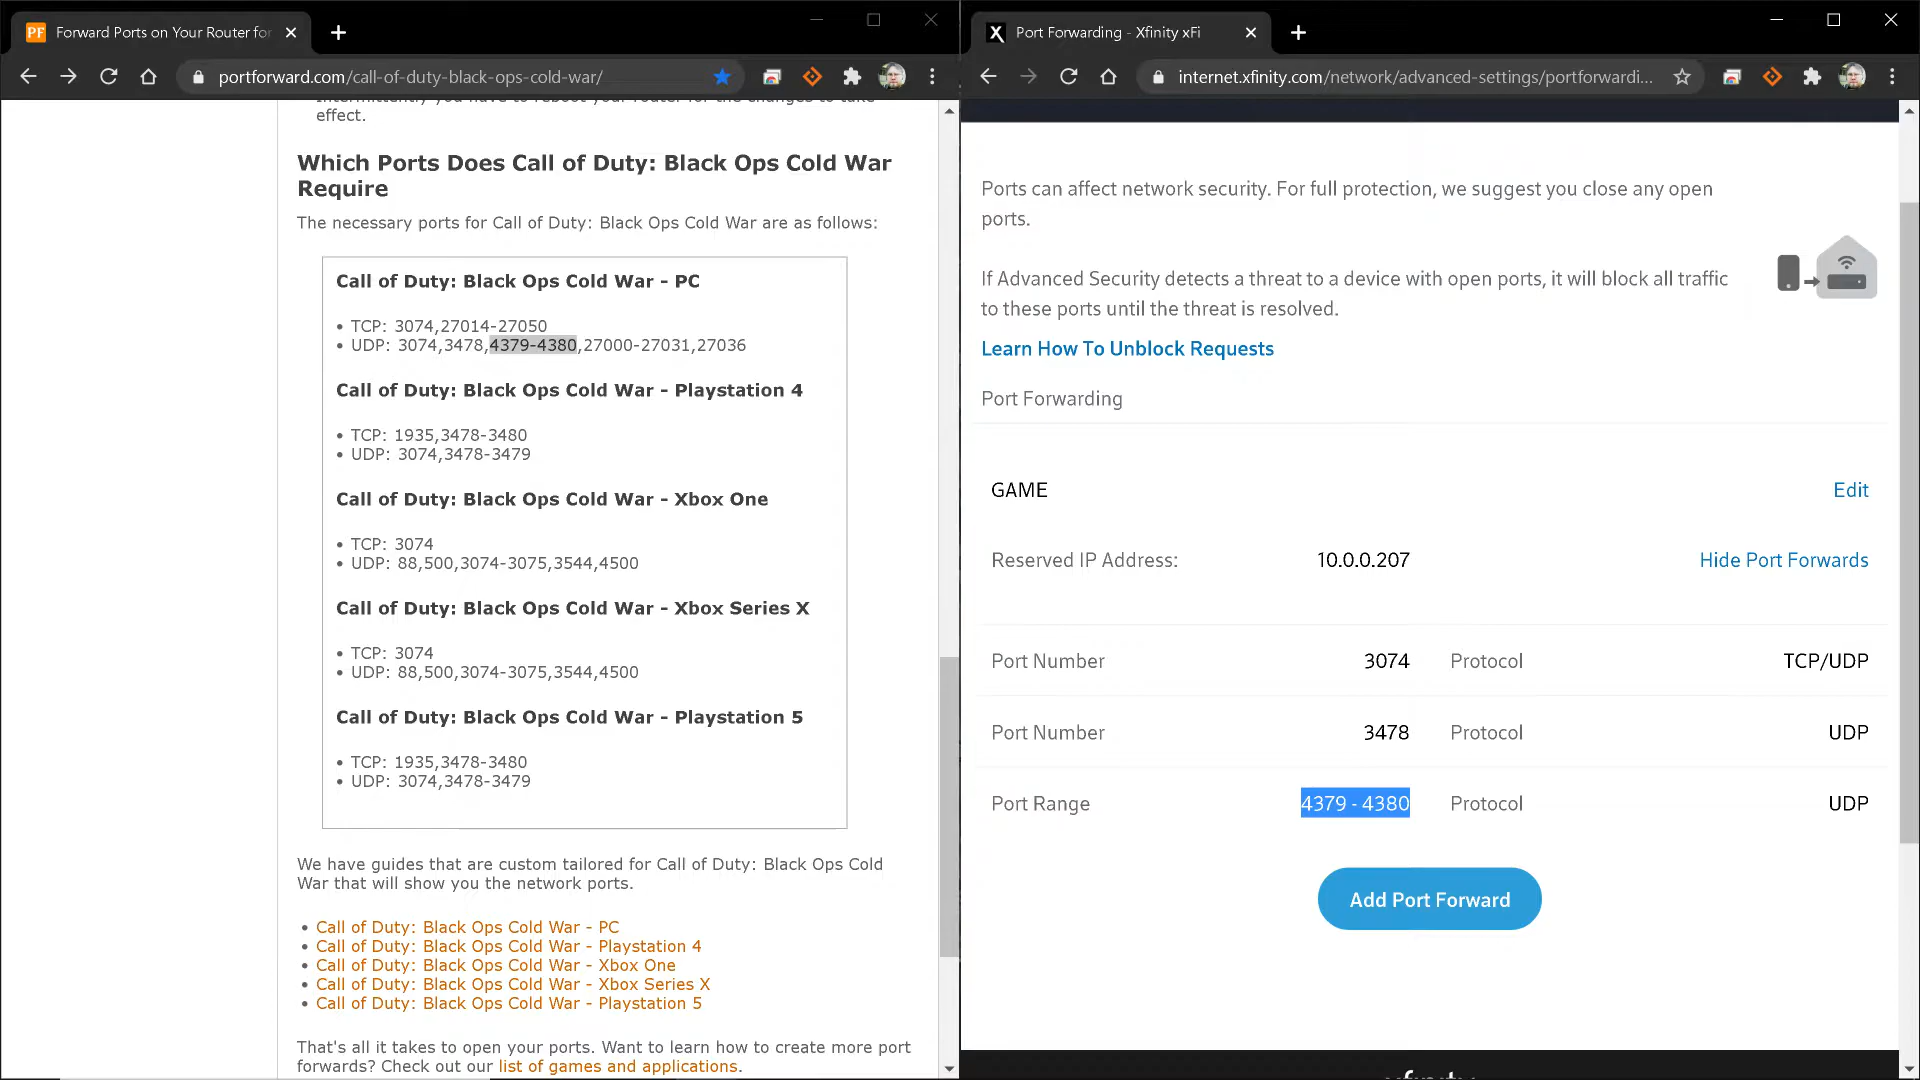 PF Forward Ports on Your Router for
portforward.com/call-of-duty-black-ops-cold-war/
intermittently you have to reboot your router for the changes to take
effect.
Which Ports Does Call of Duty: Black Ops Cold War
Require
The necessary ports for Call of Duty: Black Ops Cold War are as follows:
Call of Duty: Black Ops Cold War - PC
• TCP: 3074,27014-27050
• UDP: 3074,3478,4379-4380,27000-27031,27036
Call of Duty: Black Ops Cold War - Playstation 4
• TCP: 1935,3478-3480
• UDP: 3074,3478-3479
Call of Duty: Black Ops Cold War - Xbox One
• TCP: 3074
• UDP: 88,500,3074-3075,3544,4500
Call of Duty: Black Ops Cold War - Xbox Series X
• TCP: 3074
• UDP: 88,500,3074-3075,3544,4500
Call of Duty: Black Ops Cold War - Playstation 5
• TCP: 1935,3478-3480
• UDP: 3074,3478-3479
We have guides that are custom tailored for Call of Duty: Black Ops Cold
War that will show you the network ports.
• Call of Duty: Black Ops Cold War - PC
• Call of Duty: Black Ops Cold War - Playstation 4
• Call of Duty: Black Ops Cold War - Xbox One
• Call of Duty: Black Ops Cold War - Xbox Series X
• Call of Duty: Black Ops Cold War - Playstation 5
That's all it takes to open your ports. Want to learn how to create more port
forwards? Check out our list of games and applications.
X Port Forwarding - Xfinity xFi
internet.xfinity.com/network/advanced-settings/portforwardi...
Ports can affect network security. For full protection, we suggest you close any open
ports.
If Advanced Security detects a threat to a device with open ports, it will block all traffic
to these ports until the threat is resolved.
Learn How To Unblock Requests
Port Forwarding
GAME Edit
Reserved IP Address: 10.0.0.207 Hide Port Forwards
Port Number 3074 Protocol TCP/UDP
Port Number 3478 Protocol UDP
Port Range 4379 - 4380 Protocol UDP
Add Port Forward
xfinity